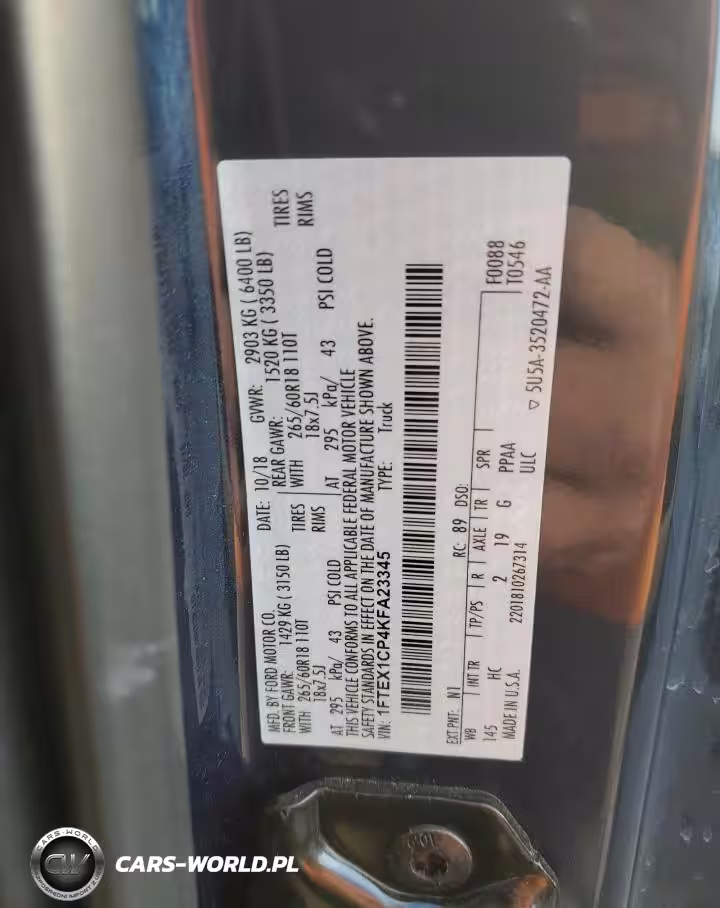 MFD. BY FORD MOTOR CO.
DATE: 10/18
GVWR: 2903 KG ( 6400 LB)
FRONT GAWR: 1429 KG ( 3150 LB)
REAR GAWR: 1520 KG ( 3350 LB)
WITH 265/60R18 110T TIRES
WITH 265/60R18 110T TIRES
18x7.5J RIMS
18x7.5J RIMS
AT 295 kPa/ 43 PSI COLD
AT 295 kPa/ 43 PSI COLD
THIS VEHICLE CONFORMS TO ALL APPLICABLE FEDERAL MOTOR VEHICLE
SAFETY STANDARDS IN EFFECT ON THE DATE OF MANUFACTURE SHOWN ABOVE.
VIN: 1FTEX1CP4KFA23345
TYPE: Truck
EXT PNT: N1 RC: 89 DSO: F0088
WB INT TR TP/PS R AXLE TR SPR T0546
145 HC 2 19 G PPAA
MADE IN U.S.A. 2201810267314 ULC
▽ 5U5A-3520472-AA
CARS-WORLD
CW
CARS-WORLD.PL